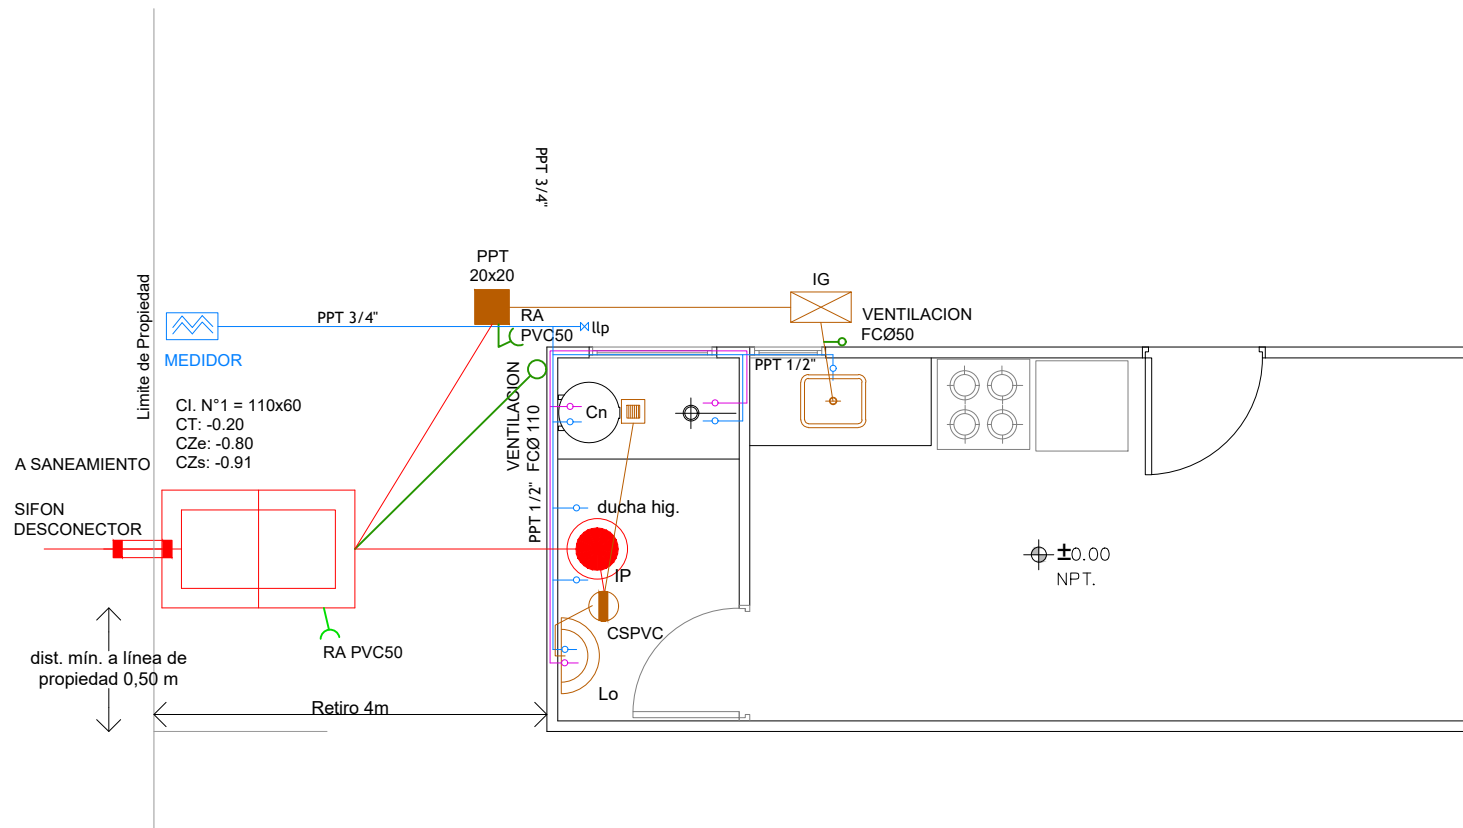 PPT 3/4"
PPT
20x20
IG
Limite de Propiedad
PPT 3/4"
RA
PVC50
llp
VENTILACION
FCØ50
MEDIDOR
PPT 1/2"
VENTILACION
FCØ 110
Cn
CI. N°1 = 110x60
CT: -0.20
CZe: -0.80
CZs: -0.91
A SANEAMIENTO
SIFON
DESCONECTOR
PPT 1/2"
ducha hig.
IP
±0.00
NPT.
CSPVC
RA PVC50
dist. mín. a línea de
propiedad 0,50 m
Lo
Retiro 4m